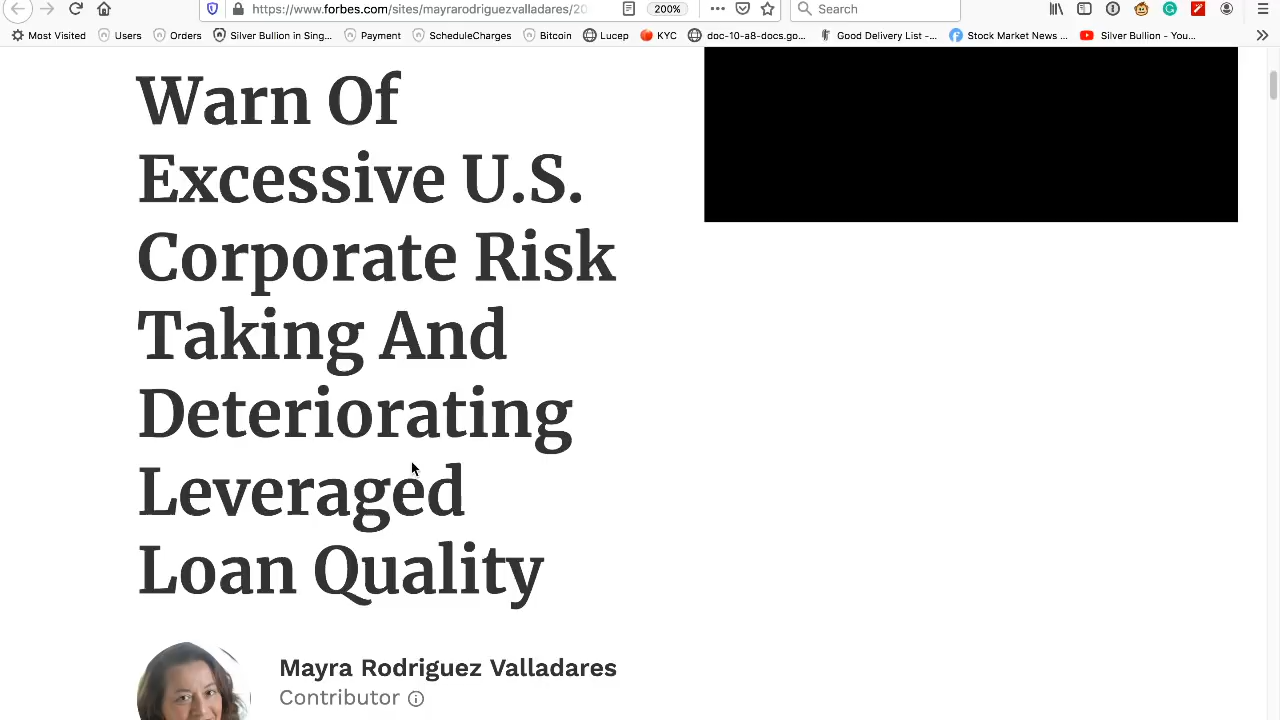 https://www.forbes.com/sites/mayrarodriguezvalladares/20
200%
Search
Most Visited
Users
Orders
Silver Bullion in Sing...
Payment
ScheduleCharges
Bitcoin
Lucep
KYC
doc-10-a8-docs.go...
Good Delivery List -...
Stock Market News ...
Silver Bullion - You...
Warn Of
Excessive U.S.
Corporate Risk
Taking And
Deteriorating
Leveraged
Loan Quality
Mayra Rodriguez Valladares
Contributor